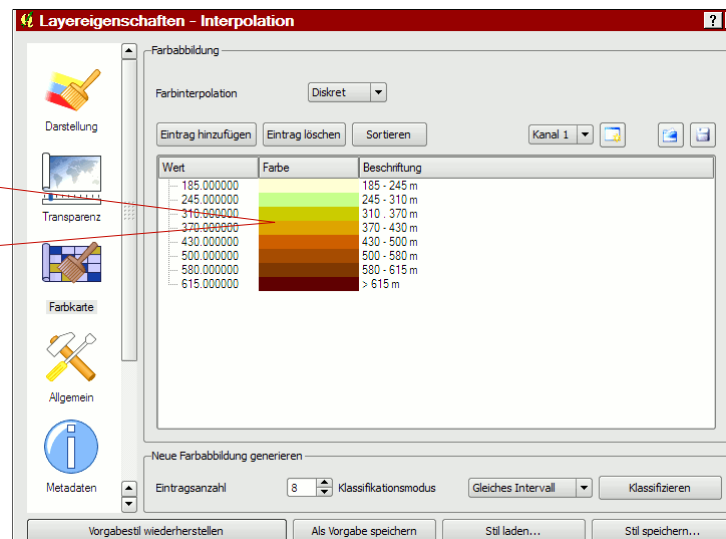 Layereigenschaften - Interpolation
?
Farbabbildung
Farbinterpolation Diskret
Darstellung
Eintrag hinzufügen Eintrag löschen Sortieren Kanal 1
Wert Farbe Beschriftung
185.000000 185 - 245 m
245.000000 245 - 310 m
310.000000 310 . 370 m
370.000000 370 - 430 m
430.000000 430 - 500 m
500.000000 500 - 580 m
580.000000 580 - 615 m
615.000000 > 615 m
Transparenz
Farbkarte
Allgemein
Metadaten
Neue Farbabbildung generieren
Eintragsanzahl 8 Klassifikationsmodus Gleiches Intervall Klassifizieren
Vorgabestil wiederherstellen Als Vorgabe speichern Stil laden... Stil speichern...